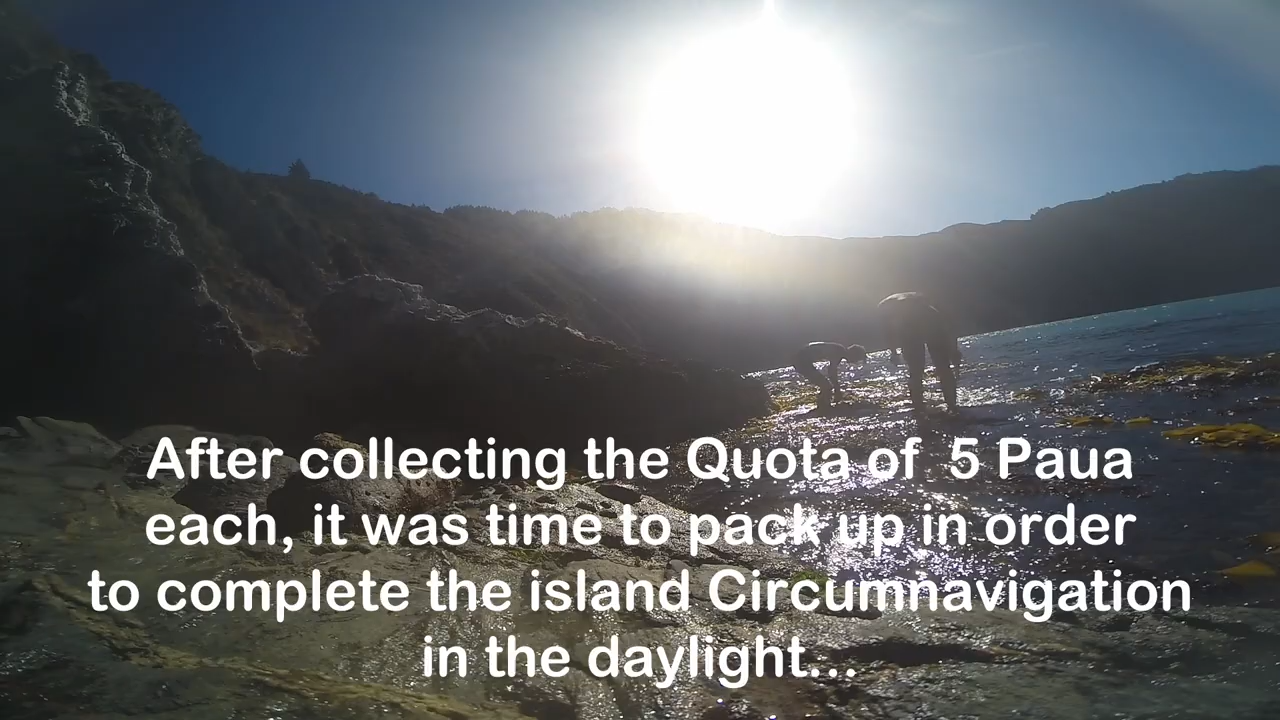 After collecting the Quota of 5 Paua
each, it was time to pack up in order
to complete the island Circumnavigation
in the daylight...